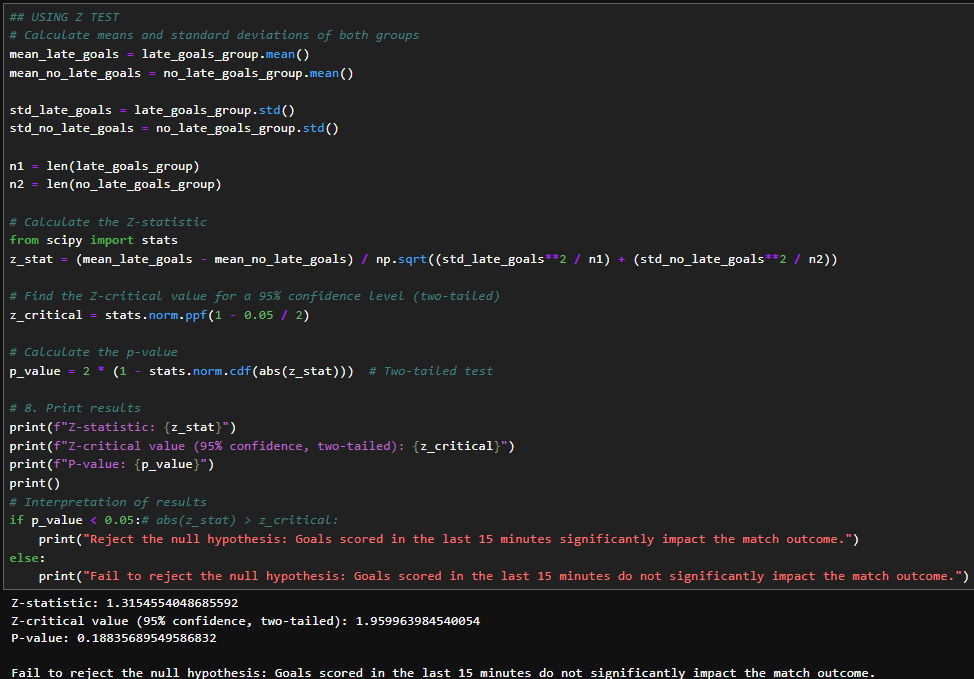 ## USING Z TEST
# Calculate means and standard deviations of both groups
mean_late_goals = late_goals_group.mean()
mean_no_late_goals = no_late_goals_group.mean()
std_late_goals = late_goals_group.std()
std_no_late_goals = no_late_goals_group.std()
n1 = len(late_goals_group)
n2 = len(no_late_goals_group)
# Calculate the Z-statistic
from scipy import stats
z_stat = (mean_late_goals - mean_no_late_goals) / np.sqrt((std_late_goals**2 / n1) + (std_no_late_goals**2 / n2))
# Find the Z-critical value for a 95% confidence level (two-tailed)
z_critical = stats.norm.ppf(1 - 0.05 / 2)
# Calculate the p-value
p_value = 2 * (1 - stats.norm.cdf(abs(z_stat)))  # Two-tailed test
# 8. Print results
print(f"Z-statistic: {z_stat}")
print(f"Z-critical value (95% confidence, two-tailed): {z_critical}")
print(f"P-value: {p_value}")
print()
# Interpretation of results
if p_value < 0.05:# abs(z_stat) > z_critical:
    print("Reject the null hypothesis: Goals scored in the last 15 minutes significantly impact the match outcome.")
else:
    print("Fail to reject the null hypothesis: Goals scored in the last 15 minutes do not significantly impact the match outcome.")
Z-statistic: 1.3154554048685592
Z-critical value (95% confidence, two-tailed): 1.959963984540054
P-value: 0.18835689549586832
Fail to reject the null hypothesis: Goals scored in the last 15 minutes do not significantly impact the match outcome.